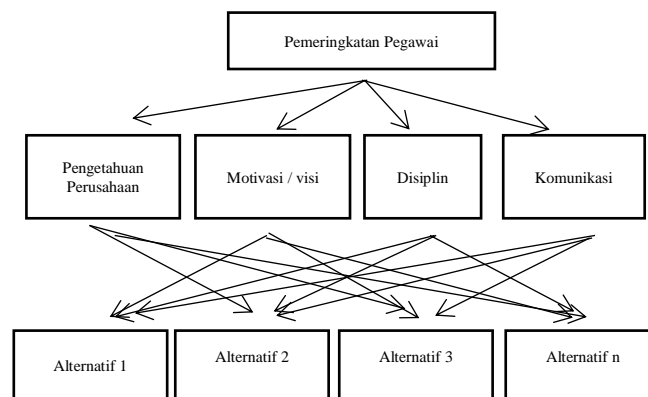 Pemeringkatan Pegawai
Pengetahuan
Perusahaan
Motivasi / visi
Disiplin
Komunikasi
Alternatif 1
Alternatif 2
Alternatif 3
Alternatif n